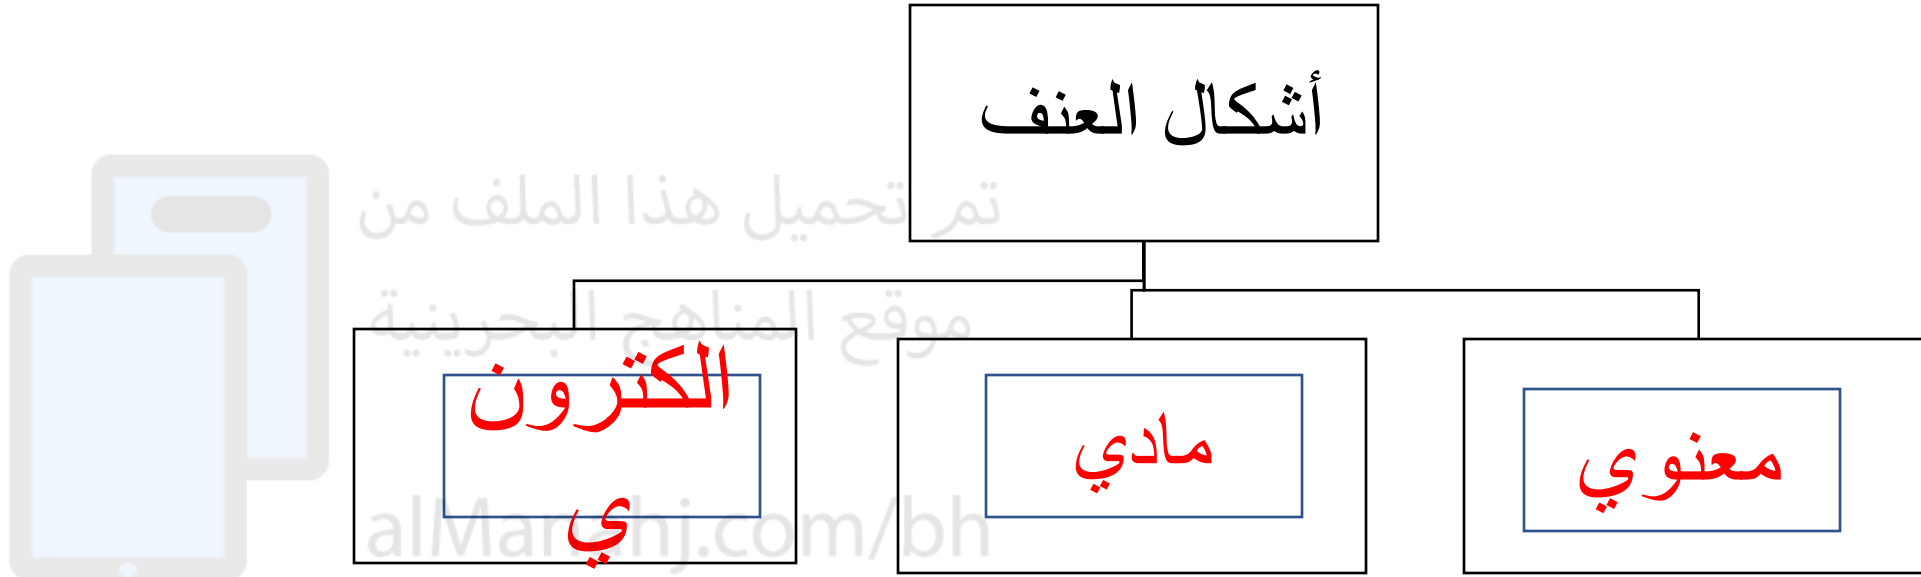 أشكال العنف
تم تحميل هذا الملف من
موقع المناهج البحرينية
alManahj.com/bh
معنوي
مادي
الكترون
ي